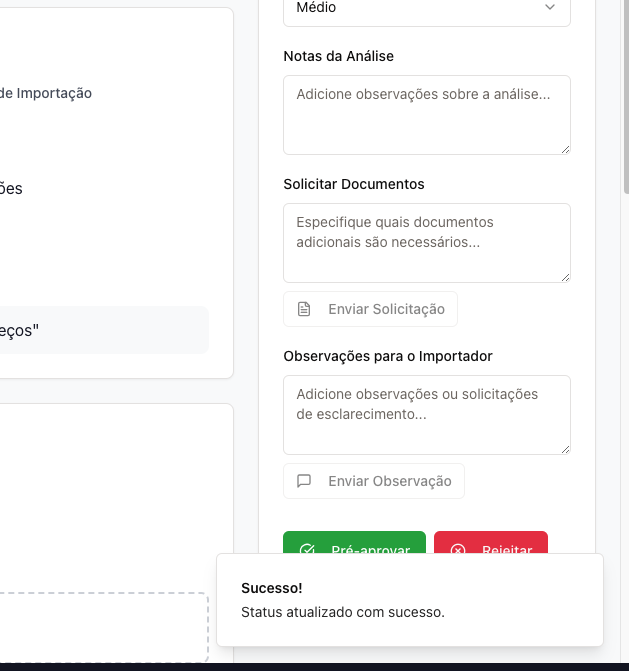 de Importação
ões
eços"
Médio
Notas da Análise
Adicione observações sobre a análise...
Solicitar Documentos
Especifique quais documentos
adicionais são necessários...
Enviar Solicitação
Observações para o Importador
Adicione observações ou solicitações
de esclarecimento...
Enviar Observação
Pré-aprovar
Rejeitar
Sucesso!
Status atualizado com sucesso.